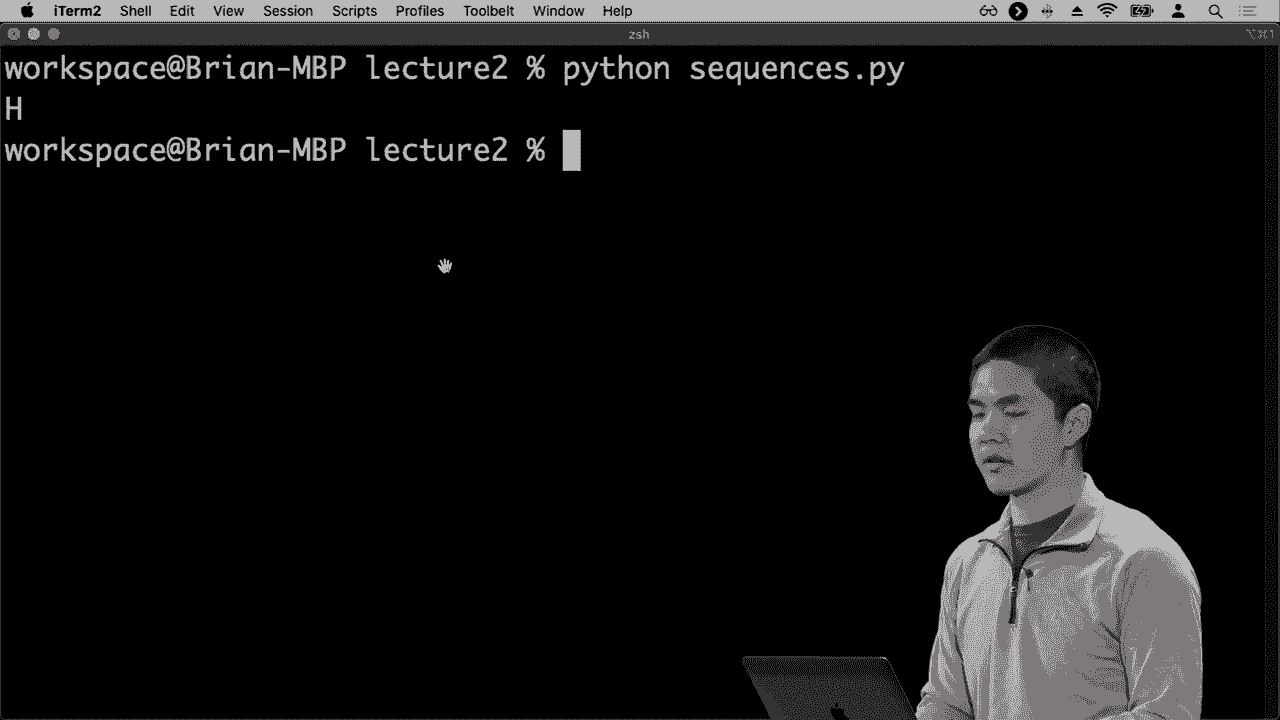 iTerm2 Shell Edit View Session Scripts Profiles Toolbelt Window Help
zsh
workspace@Brian-MBP lecture2 % python sequences.py
H
workspace@Brian-MBP lecture2 %